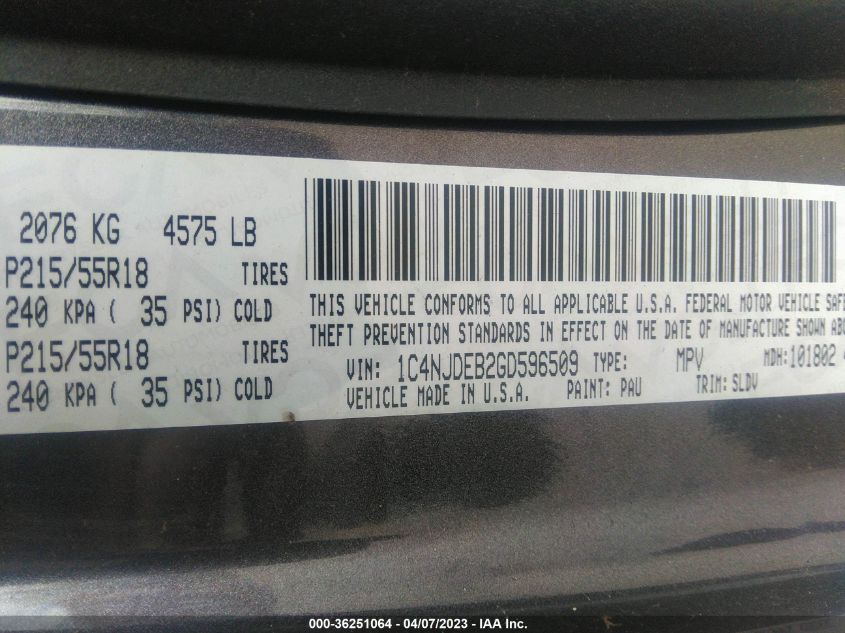 2076 KG 4575 LB
P215/55R18 TIRES
240 KPA ( 35 PSI) COLD
P215/55R18 TIRES
240 KPA ( 35 PSI) COLD
THIS VEHICLE CONFORMS TO ALL APPLICABLE U.S.A. FEDERAL MOTOR VEHICLE SAFE
THEFT PREVENTION STANDARDS IN EFFECT ON THE DATE OF MANUFACTURE SHOWN ABO
VIN: 1C4NJDEB2GD596509 TYPE: MPV MDH:101802 4
VEHICLE MADE IN U.S.A. PAINT: PAU TRIM: SLDV
000-36251064 - 04/07/2023 - IAA Inc.